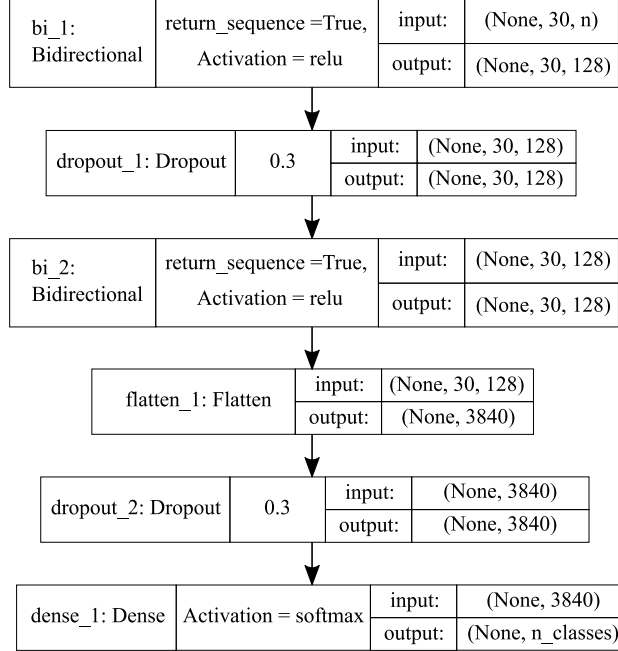 bi_1:
Bidirectional
return_sequence =True,
Activation = relu
input:
(None, 30, n)
output:
(None, 30, 128)
dropout_1: Dropout
0.3
input:
(None, 30, 128)
output:
(None, 30, 128)
bi_2:
Bidirectional
return_sequence =True,
Activation = relu
input:
(None, 30, 128)
output:
(None, 30, 128)
flatten_1: Flatten
input:
(None, 30, 128)
output:
(None, 3840)
dropout_2: Dropout
0.3
input:
(None, 3840)
output:
(None, 3840)
dense_1: Dense
Activation = softmax
input:
(None, 3840)
output:
(None, n_classes)